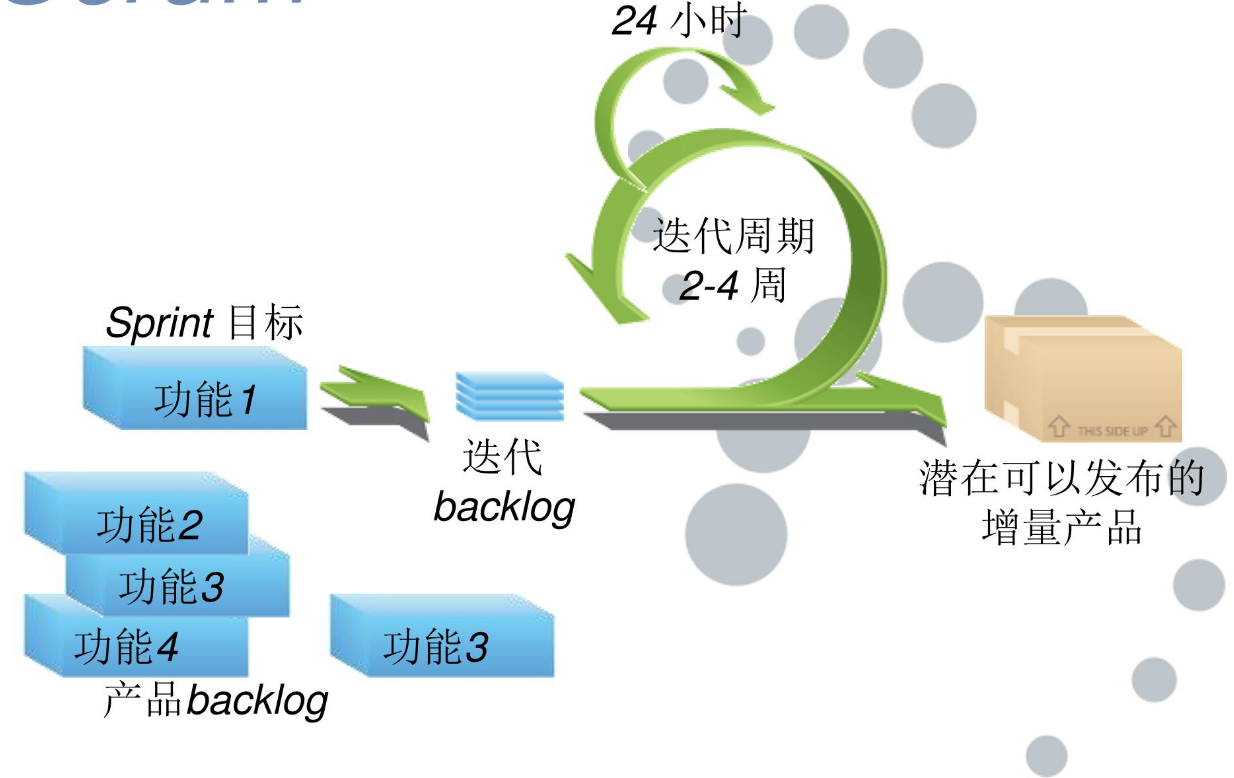 Scrum
24 小时
迭代周期
2-4 周
Sprint 目标
功能1
迭代
backlog
THIS SIDE UP
潜在可以发布的
增量产品
功能2
功能3
功能4
功能3
产品backlog